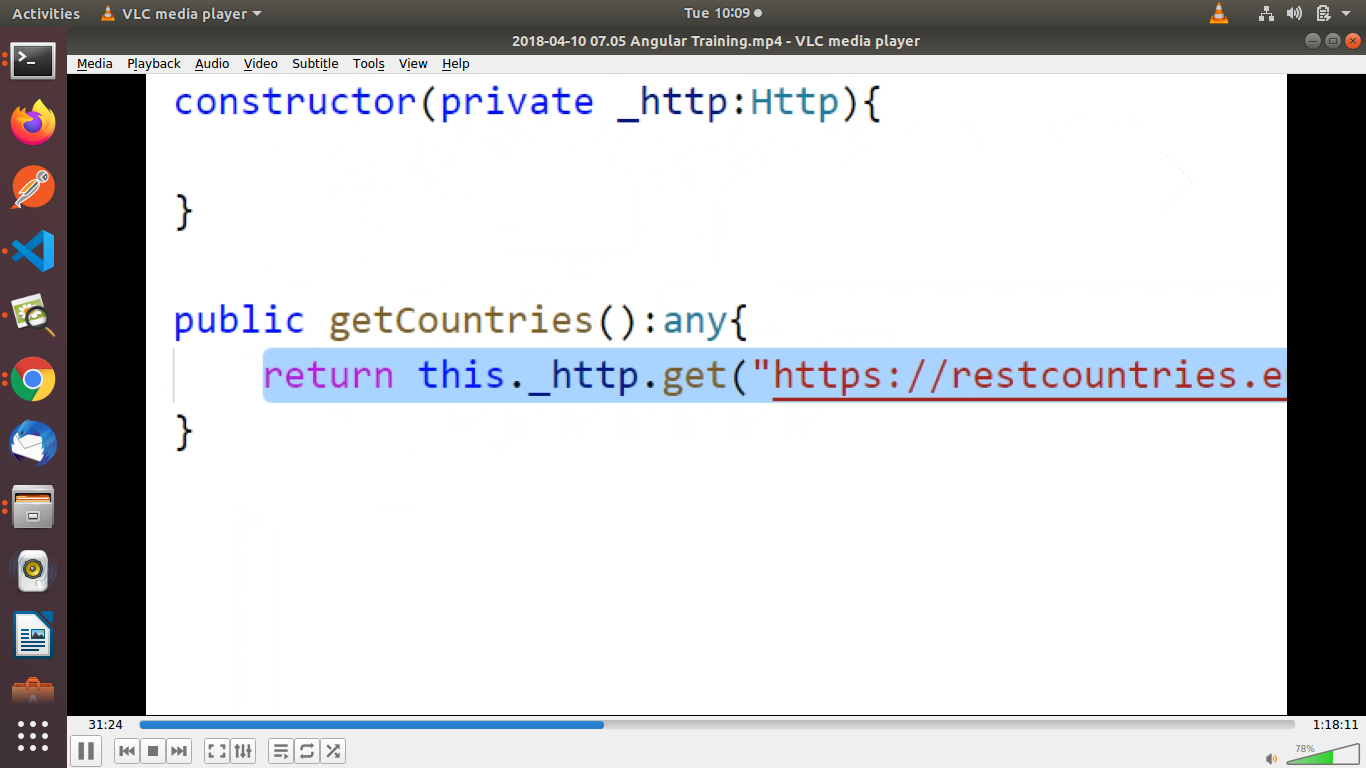 Activities VLC media player Tue 10:09
2018-04-10 07.05 Angular Training.mp4 - VLC media player
Media Playback Audio Video Subtitle Tools View Help
constructor(private _http:Http){
}
public getCountries():any{
return this._http.get("https://restcountries.e
}
31:24 1:18:11
78%